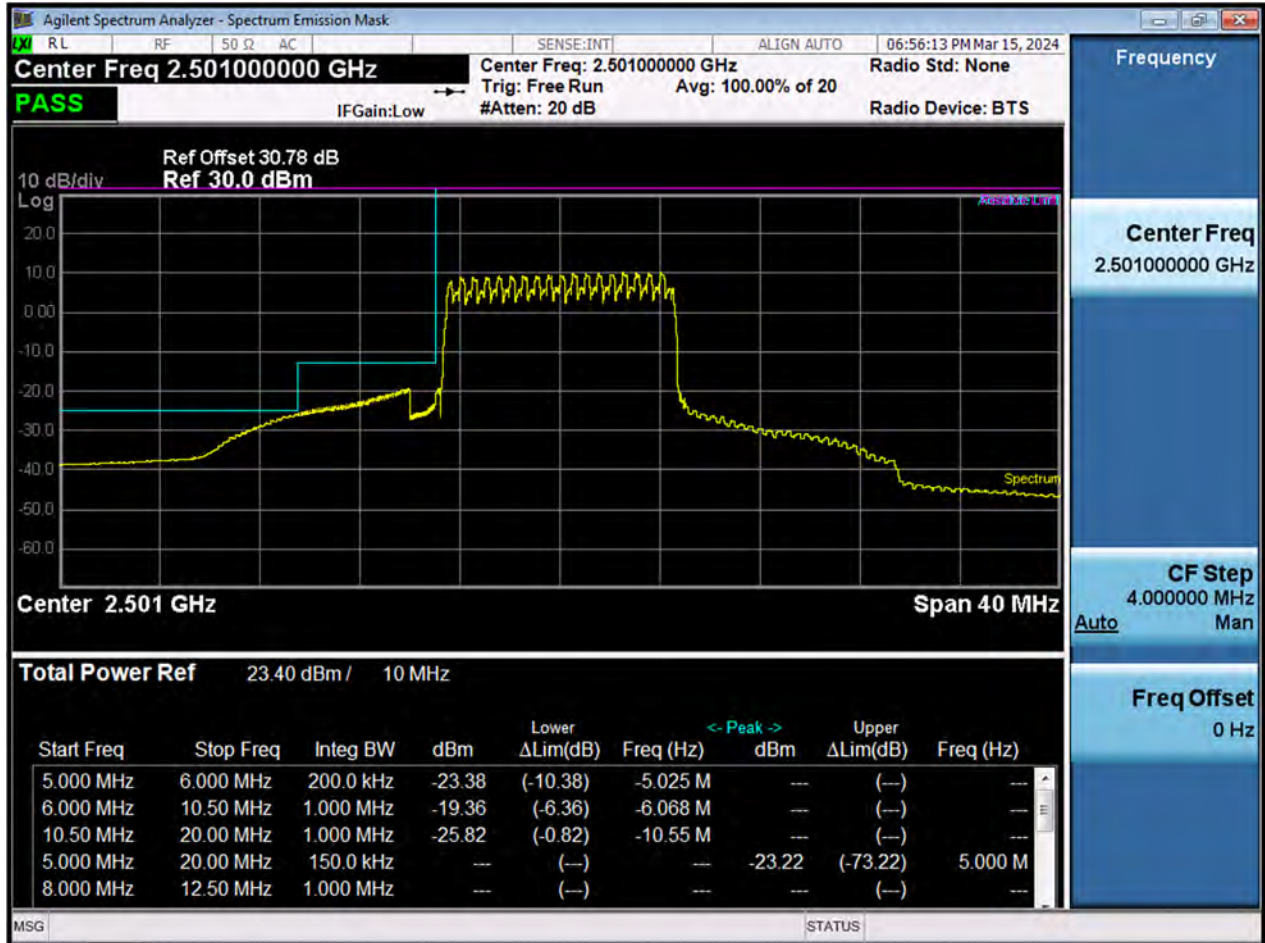 Agilent Spectrum Analyzer - Spectrum Emission Mask
LXI RL RF 50 Ω AC SENSE:INT ALIGN AUTO 06:56:13 PM Mar 15, 2024
Center Freq 2.501000000 GHz Center Freq: 2.501000000 GHz Radio Std: None
Trig: Free Run Avg: 100.00% of 20
PASS IFGain:Low #Atten: 20 dB Radio Device: BTS
Ref Offset 30.78 dB
10 dB/div Ref 30.0 dBm
Log
Absolute Limit
20.0
10.0
0.00
-10.0
-20.0
-30.0
-40.0
Spectrum
-50.0
-60.0
Center 2.501 GHz Span 40 MHz
Total Power Ref 23.40 dBm / 10 MHz
Lower <- Peak -> Upper
Start Freq Stop Freq Integ BW dBm ΔLim(dB) Freq (Hz) dBm ΔLim(dB) Freq (Hz)
5.000 MHz 6.000 MHz 200.0 kHz -23.38 (-10.38) -5.025 M --- (---) ---
6.000 MHz 10.50 MHz 1.000 MHz -19.36 (-6.36) -6.068 M --- (---) ---
10.50 MHz 20.00 MHz 1.000 MHz -25.82 (-0.82) -10.55 M --- (---) ---
5.000 MHz 20.00 MHz 150.0 kHz --- (---) --- -23.22 (-73.22) 5.000 M
8.000 MHz 12.50 MHz 1.000 MHz --- (---) --- --- (---) ---
MSG STATUS
Frequency
Center Freq
2.501000000 GHz
CF Step
4.000000 MHz
Auto Man
Freq Offset
0 Hz